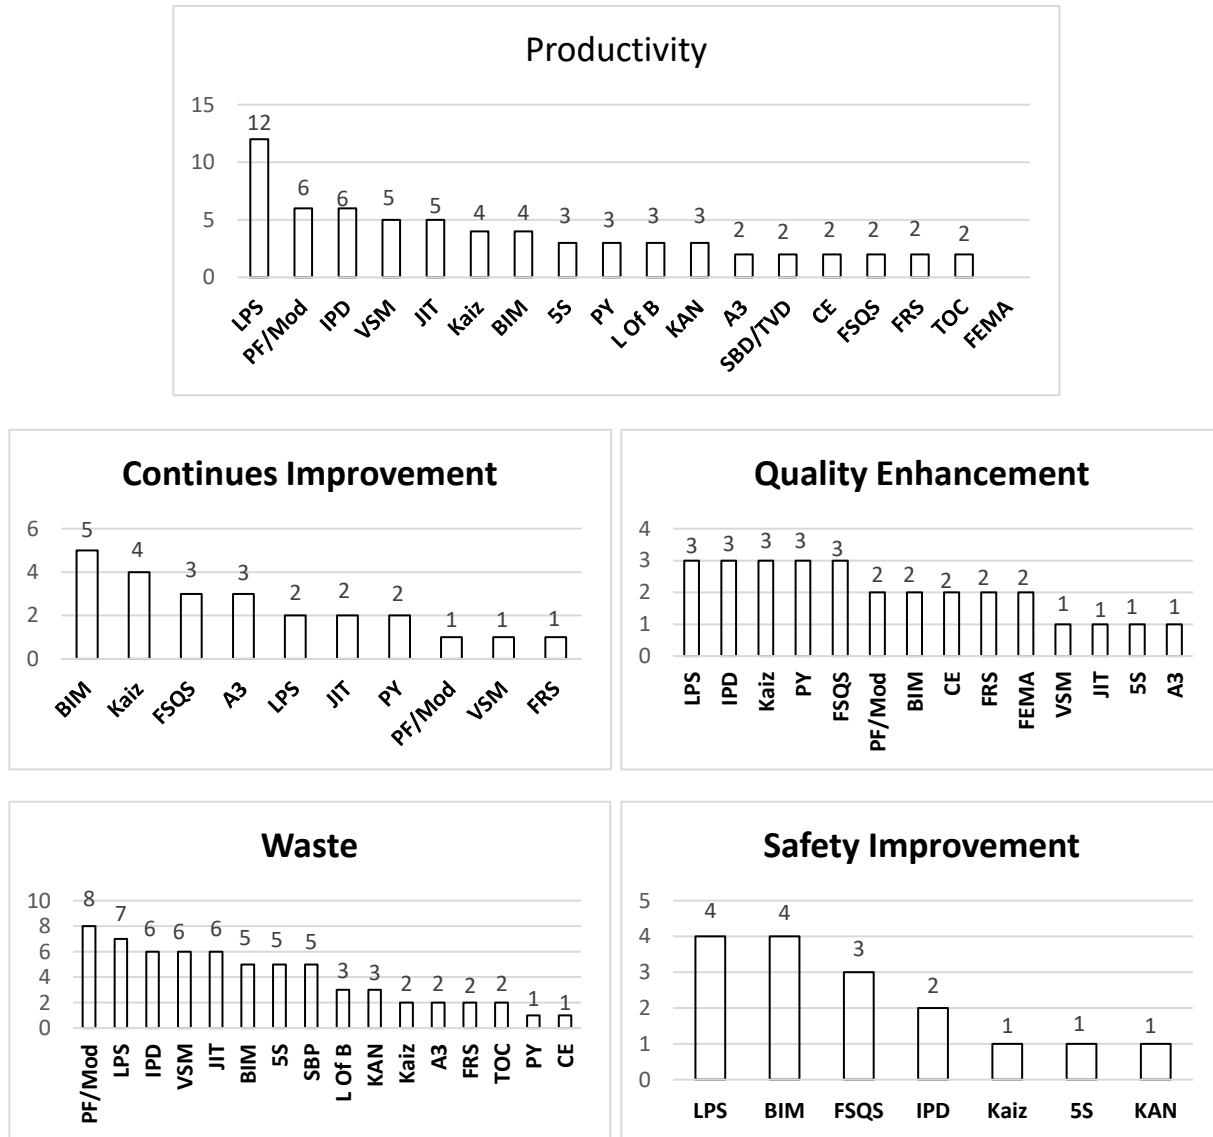 Productivity
15
10
5
0
12 6 6 5 5 4 4 3 3 3 3 2 2 2 2 2 2
LPS PF/Mod IPD VSM JIT Kaiz BIM 5S PY L Of B KAN A3 SBD/TVD CE FSQS FRS TOC FEMA
Continues Improvement
6
4
2
0
5 4 3 3 2 2 2 1 1 1
BIM Kaiz FSQS A3 LPS JIT PY PF/Mod VSM FRS
Quality Enhancement
4
3
2
1
0
3 3 3 3 3 2 2 2 2 2 1 1 1 1
LPS IPD Kaiz PY FSQS PF/Mod BIM CE FRS FEMA VSM JIT 5S A3
Waste
10
8
6
4
2
0
8 7 6 6 6 5 5 5 3 3 2 2 2 2 1 1
PF/Mod LPS IPD VSM JIT BIM 5S SBP L Of B KAN Kaiz A3 FRS TOC PY CE
Safety Improvement
5
4
3
2
1
0
4 4 3 2 1 1 1
LPS BIM FSQS IPD Kaiz 5S KAN